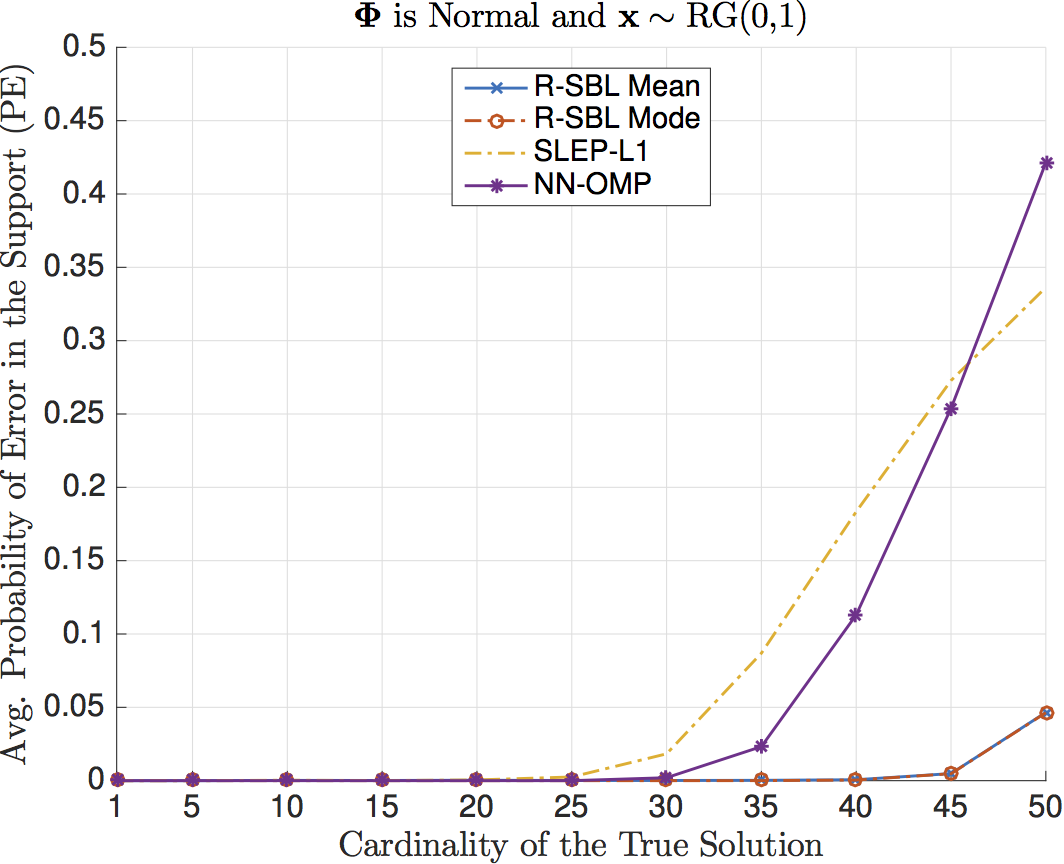 Φ is Normal and x ∼ RG(0,1)
Avg. Probability of Error in the Support (PE)
0.5
0.45
0.4
0.35
0.3
0.25
0.2
0.15
0.1
0.05
0
R-SBL Mean
R-SBL Mode
SLEP-L1
NN-OMP
1 5 10 15 20 25 30 35 40 45 50
Cardinality of the True Solution